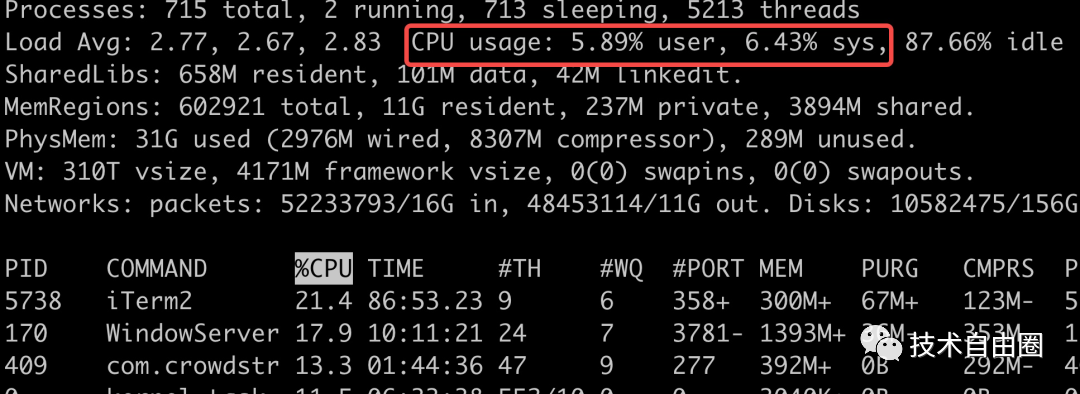 Processes: 715 total, 2 running, 713 sleeping, 5213 threads
Load Avg: 2.77, 2.67, 2.83 CPU usage: 5.89% user, 6.43% sys, 87.66% idle
SharedLibs: 658M resident, 101M data, 42M linkedit.
MemRegions: 602921 total, 11G resident, 237M private, 3894M shared.
PhysMem: 31G used (2976M wired, 8307M compressor), 289M unused.
VM: 310T vsize, 4171M framework vsize, 0(0) swapins, 0(0) swapouts.
Networks: packets: 52233793/16G in, 48453114/11G out. Disks: 10582475/156G
PID COMMAND %CPU TIME #TH #WQ #PORT MEM PURG CMPRS P
5738 iTerm2 21.4 86:53.23 9 6 358+ 300M+ 67M+ 123M- 5
170 WindowServer 17.9 10:11:21 24 7 3781- 1393M+ 353M- 1
409 com.crowdstr 13.3 01:44:36 47 9 277 392M+ 0B 292M- 4
技术自由圈